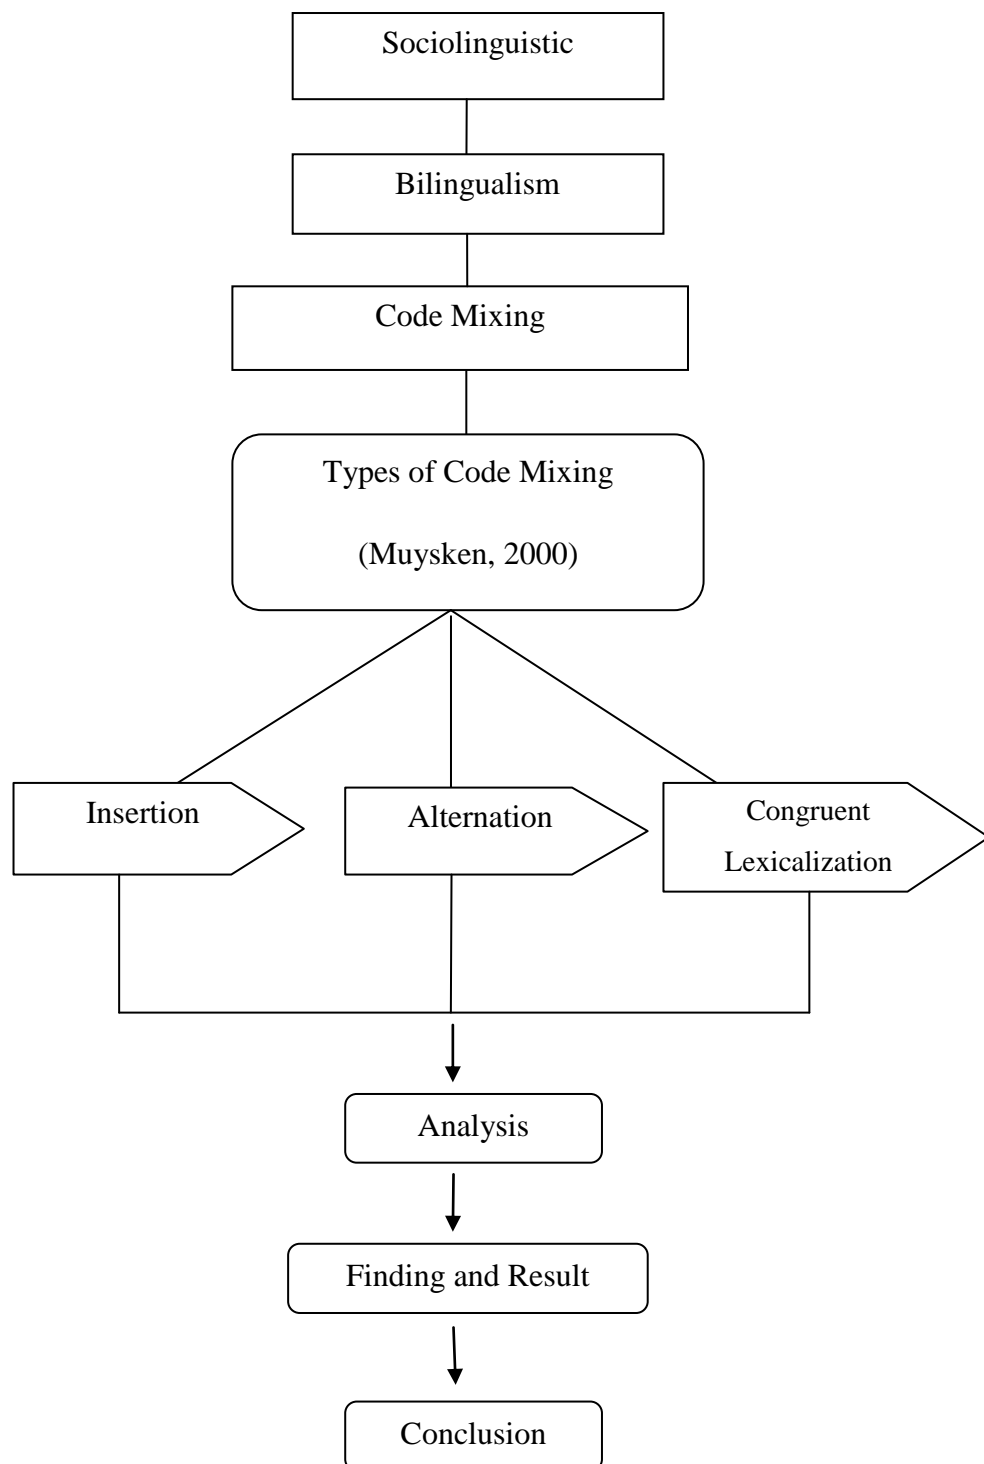 Sociolinguistic
Bilingualism
Code Mixing
Types of Code Mixing
(Muysken, 2000)
Insertion
Alternation
Congruent
Lexicalization
Analysis
Finding and Result
Conclusion